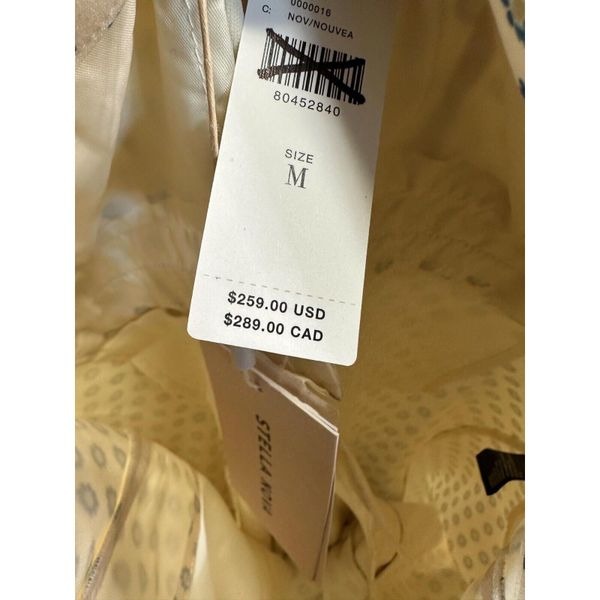 0000016
C: NOV/NOUVEA
80452840
SIZE
M
$259.00 USD
$289.00 CAD
STELLA NOVA